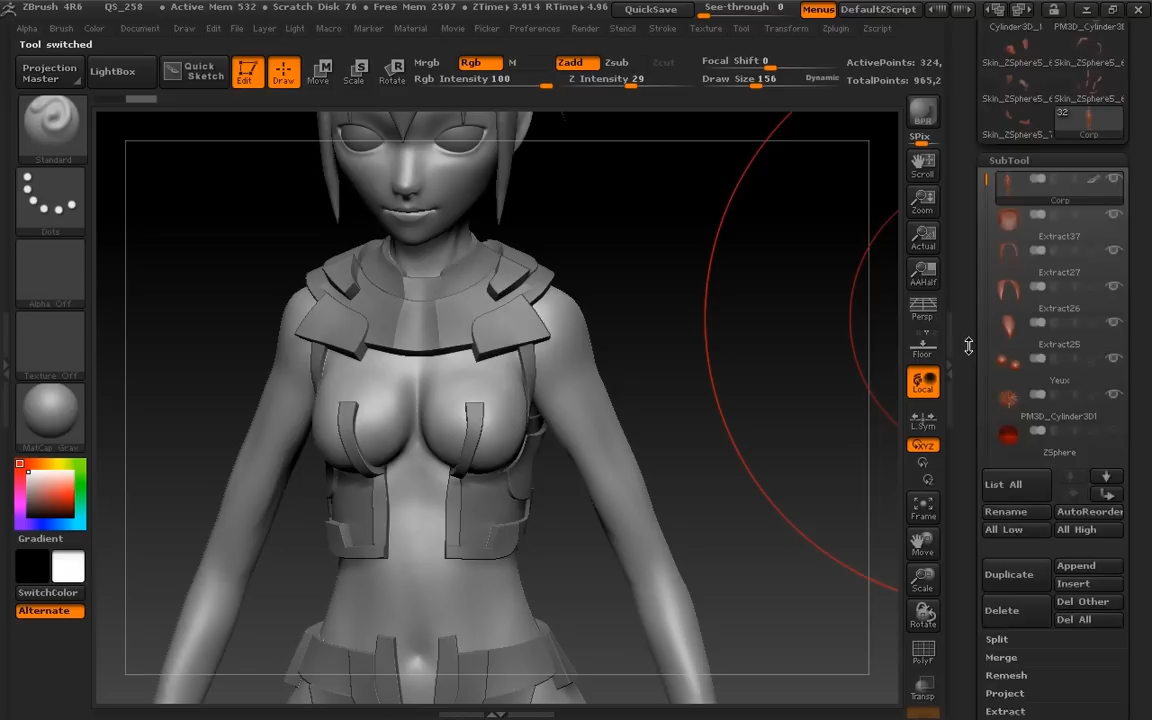 ZBrush 4R6 QS_258 • Active Mem 532 • Scratch Disk 76 • Free Mem 2507 • ZTime▸3.914 RTime▸4.96 QuickSave See-through 0 Menus DefaultZScript
Alpha Brush Color Document Draw Edit File Layer Light Macro Marker Movie Picker Preferences Render Stencil Stroke Texture Tool Transform Zplugin Zscript
Tool switched
Projection Master
LightBox
Quick Sketch
Edit
Draw
Move
Scale
Rotate
Mrgb Rgb M
Rgb Intensity 100
Zadd Zsub Zcut
Z Intensity 29
Focal Shift 0
Draw Size 156 Dynamic
ActivePoints: 324,
TotalPoints: 965,2
Standard
Dots
Alpha Off
Texture Off
MatCap Gray
Gradient
SwitchColor
Alternate
BPR
SPix
Scroll
Zoom
Actual
AAHalf
Persp
Floor
Local
L.Sym
XYZ
Frame
Move
Scale
Rotate
PolyF
Transp
Cylinder3D_1 PM3D_Cylinder3D
Skin_ZSphere5_ Skin_ZSphere5_
Skin_ZSphere5_ Skin_ZSphere5_
32
Skin_ZSphere5_ Corp
SubTool
Corp
Extract37
Extract27
Extract26
Extract25
Yeux
PM3D_Cylinder3D1
ZSphere
List All
Rename AutoReorder
All Low All High
Duplicate
Append
Insert
Delete
Del Other
Del All
Split
Merge
Remesh
Project
Extract